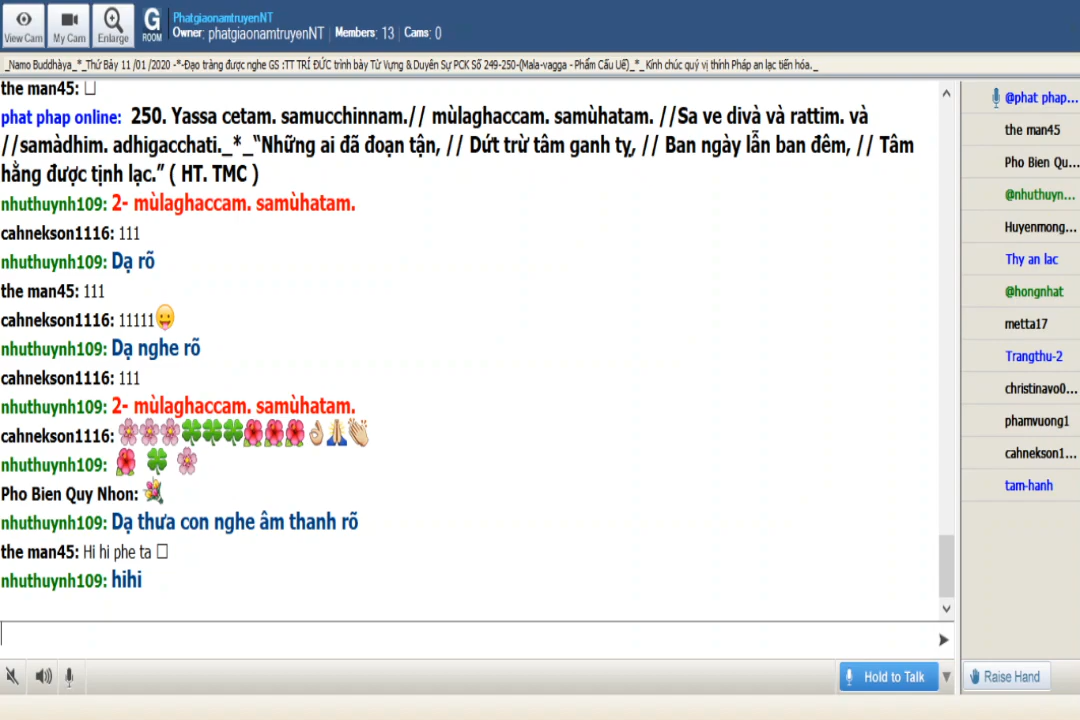 View Cam
My Cam
Enlarge
G
ROOM
PhatgiaonamtruyenNT
Owner: phatgiaonamtruyenNT Members: 13 Cams: 0
_Namo Buddhàya_*_Thứ Bảy 11 /01 /2020 -*-Đạo tràng được nghe GS :TT TRÍ ĐỨC trình bày Từ Vựng & Duyên Sự PCK Số 249-250-(Mala-vagga - Phẩm Cấu Uế)_*_ Kính chúc quý vị thính Pháp an lạc tiến hóa._
the man45:
phat phap online: 250. Yassa cetam. samucchinnam.// mùlaghaccam. samùhatam. //Sa ve divà và rattim. và
//samàdhim. adhigacchati._*_“Những ai đã đoạn tận, // Dứt trừ tâm ganh tỵ, // Ban ngày lẫn ban đêm, // Tâm
hằng được tịnh lạc.” ( HT. TMC )
nhuthuynh109: 2- mùlaghaccam. samùhatam.
cahnekson1116: 111
nhuthuynh109: Dạ rõ
the man45: 111
cahnekson1116: 11111
nhuthuynh109: Dạ nghe rõ
cahnekson1116: 111
nhuthuynh109: 2- mùlaghaccam. samùhatam.
cahnekson1116:
nhuthuynh109:
Pho Bien Quy Nhon:
nhuthuynh109: Dạ thưa con nghe âm thanh rõ
the man45: Hi hi phe ta
nhuthuynh109: hihi
@phat phap...
the man45
Pho Bien Qu...
@nhuthuyn...
Huyenmong...
Thy an lac
@hongnhat
metta17
Trangthu-2
christinavo0...
phamvuong1
cahnekson1...
tam-hanh
Hold to Talk
Raise Hand